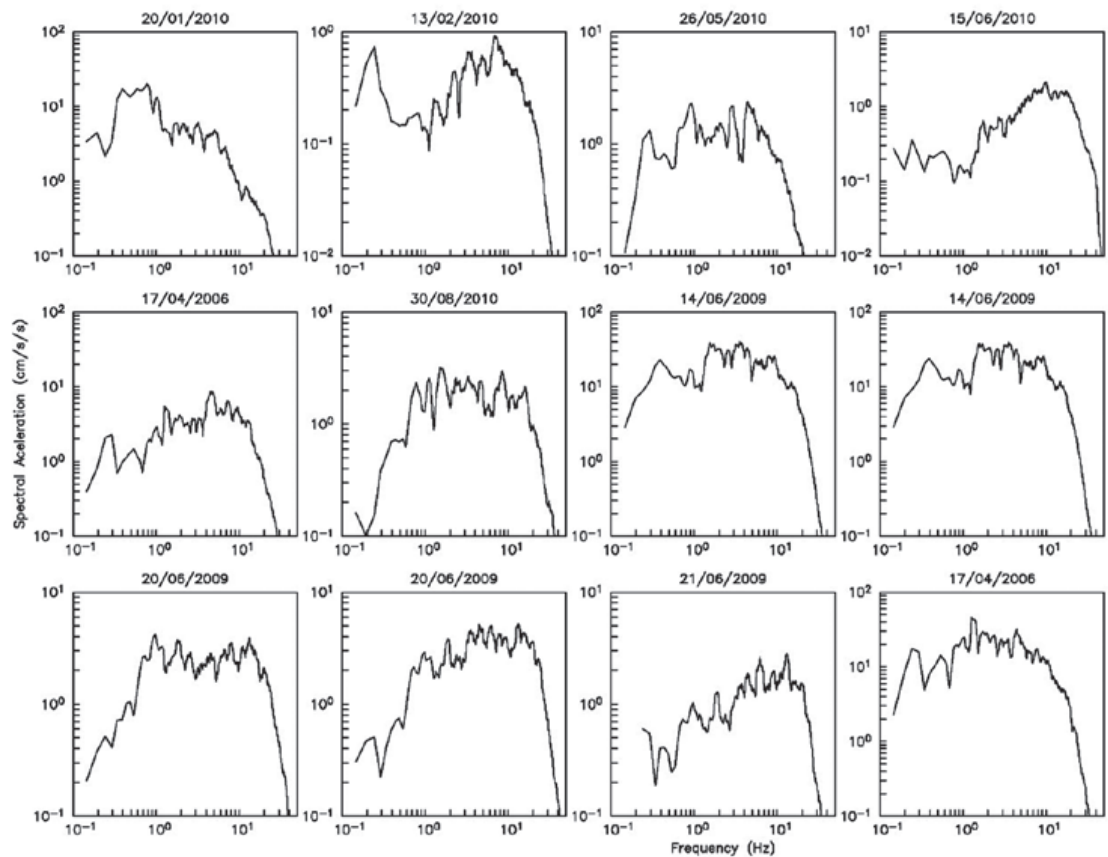 20/01/2010 13/02/2010 26/05/2010 15/06/2010
10² 10⁰ 10¹ 10¹
10¹ 10⁰
10⁻¹ 10⁰
10⁰ 10⁻¹
10⁻¹ 10⁻² 10⁻¹ 10⁻²
10⁻¹ 10⁰ 10¹ 10⁻¹ 10⁰ 10¹ 10⁻¹ 10⁰ 10¹ 10⁻¹ 10⁰ 10¹
17/04/2006 30/08/2010 14/06/2009 14/06/2009
10² 10¹ 10² 10²
10¹ 10¹ 10¹
10⁰
10⁰ 10⁰ 10⁰
10⁻¹ 10⁻¹ 10⁻¹ 10⁻¹
10⁻¹ 10⁰ 10¹ 10⁻¹ 10⁰ 10¹ 10⁻¹ 10⁰ 10¹ 10⁻¹ 10⁰ 10¹
Spectral Aceleration (cm/s/s)
20/06/2009 20/06/2009 21/06/2009 17/04/2006
10¹ 10¹ 10¹ 10²
10¹
10⁰ 10⁰ 10⁰
10⁰
10⁻¹ 10⁻¹ 10⁻¹ 10⁻¹
10⁻¹ 10⁰ 10¹ 10⁻¹ 10⁰ 10¹ 10⁻¹ 10⁰ 10¹ 10⁻¹ 10⁰ 10¹
Frequency (Hz)